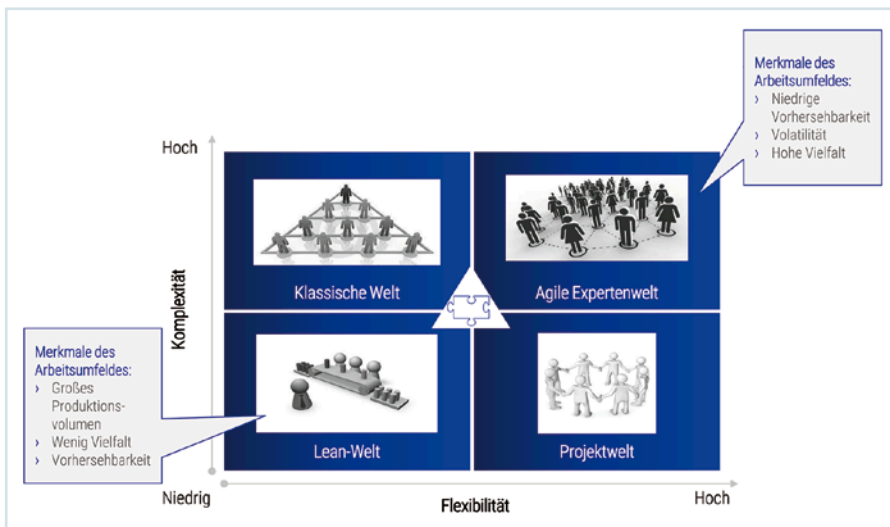 Merkmale des
Arbeitsumfeldes:
› Niedrige
Vorhersehbarkeit
› Volatilität
› Hohe Vielfalt
Hoch
Komplexität
Klassische Welt
Agile Expertenwelt
Merkmale des
Arbeitsumfeldes:
› Großes
Produktions-
volumen
› Wenig Vielfalt
› Vorhersehbarkeit
Lean-Welt
Projektwelt
Niedrig
Flexibilität
Hoch